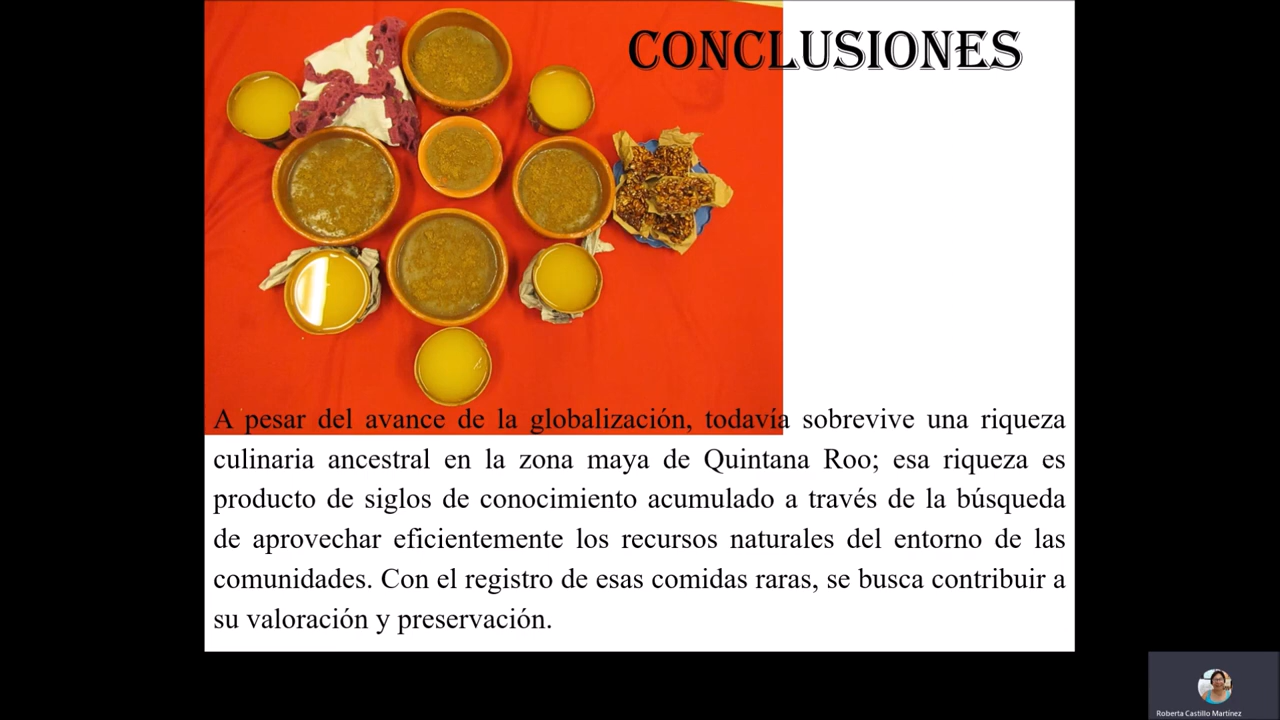 CONCLUSIONES
A pesar del avance de la globalización, todavía sobrevive una riqueza
culinaria ancestral en la zona maya de Quintana Roo; esa riqueza es
producto de siglos de conocimiento acumulado a través de la búsqueda
de aprovechar eficientemente los recursos naturales del entorno de las
comunidades. Con el registro de esas comidas raras, se busca contribuir a
su valoración y preservación.
Roberta Castillo Martínez